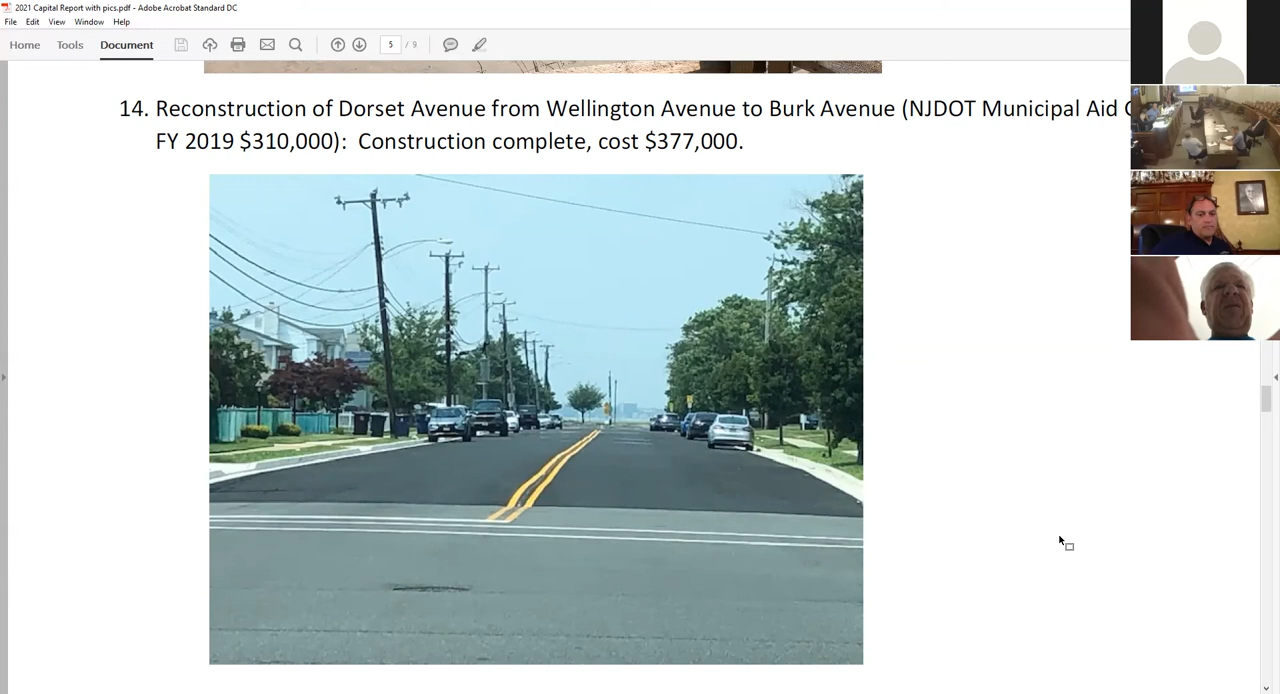 2021 Capital Report with pics.pdf - Adobe Acrobat Standard DC
File Edit View Window Help
Home Tools Document 5 / 9
14. Reconstruction of Dorset Avenue from Wellington Avenue to Burk Avenue (NJDOT Municipal Aid
FY 2019 $310,000): Construction complete, cost $377,000.